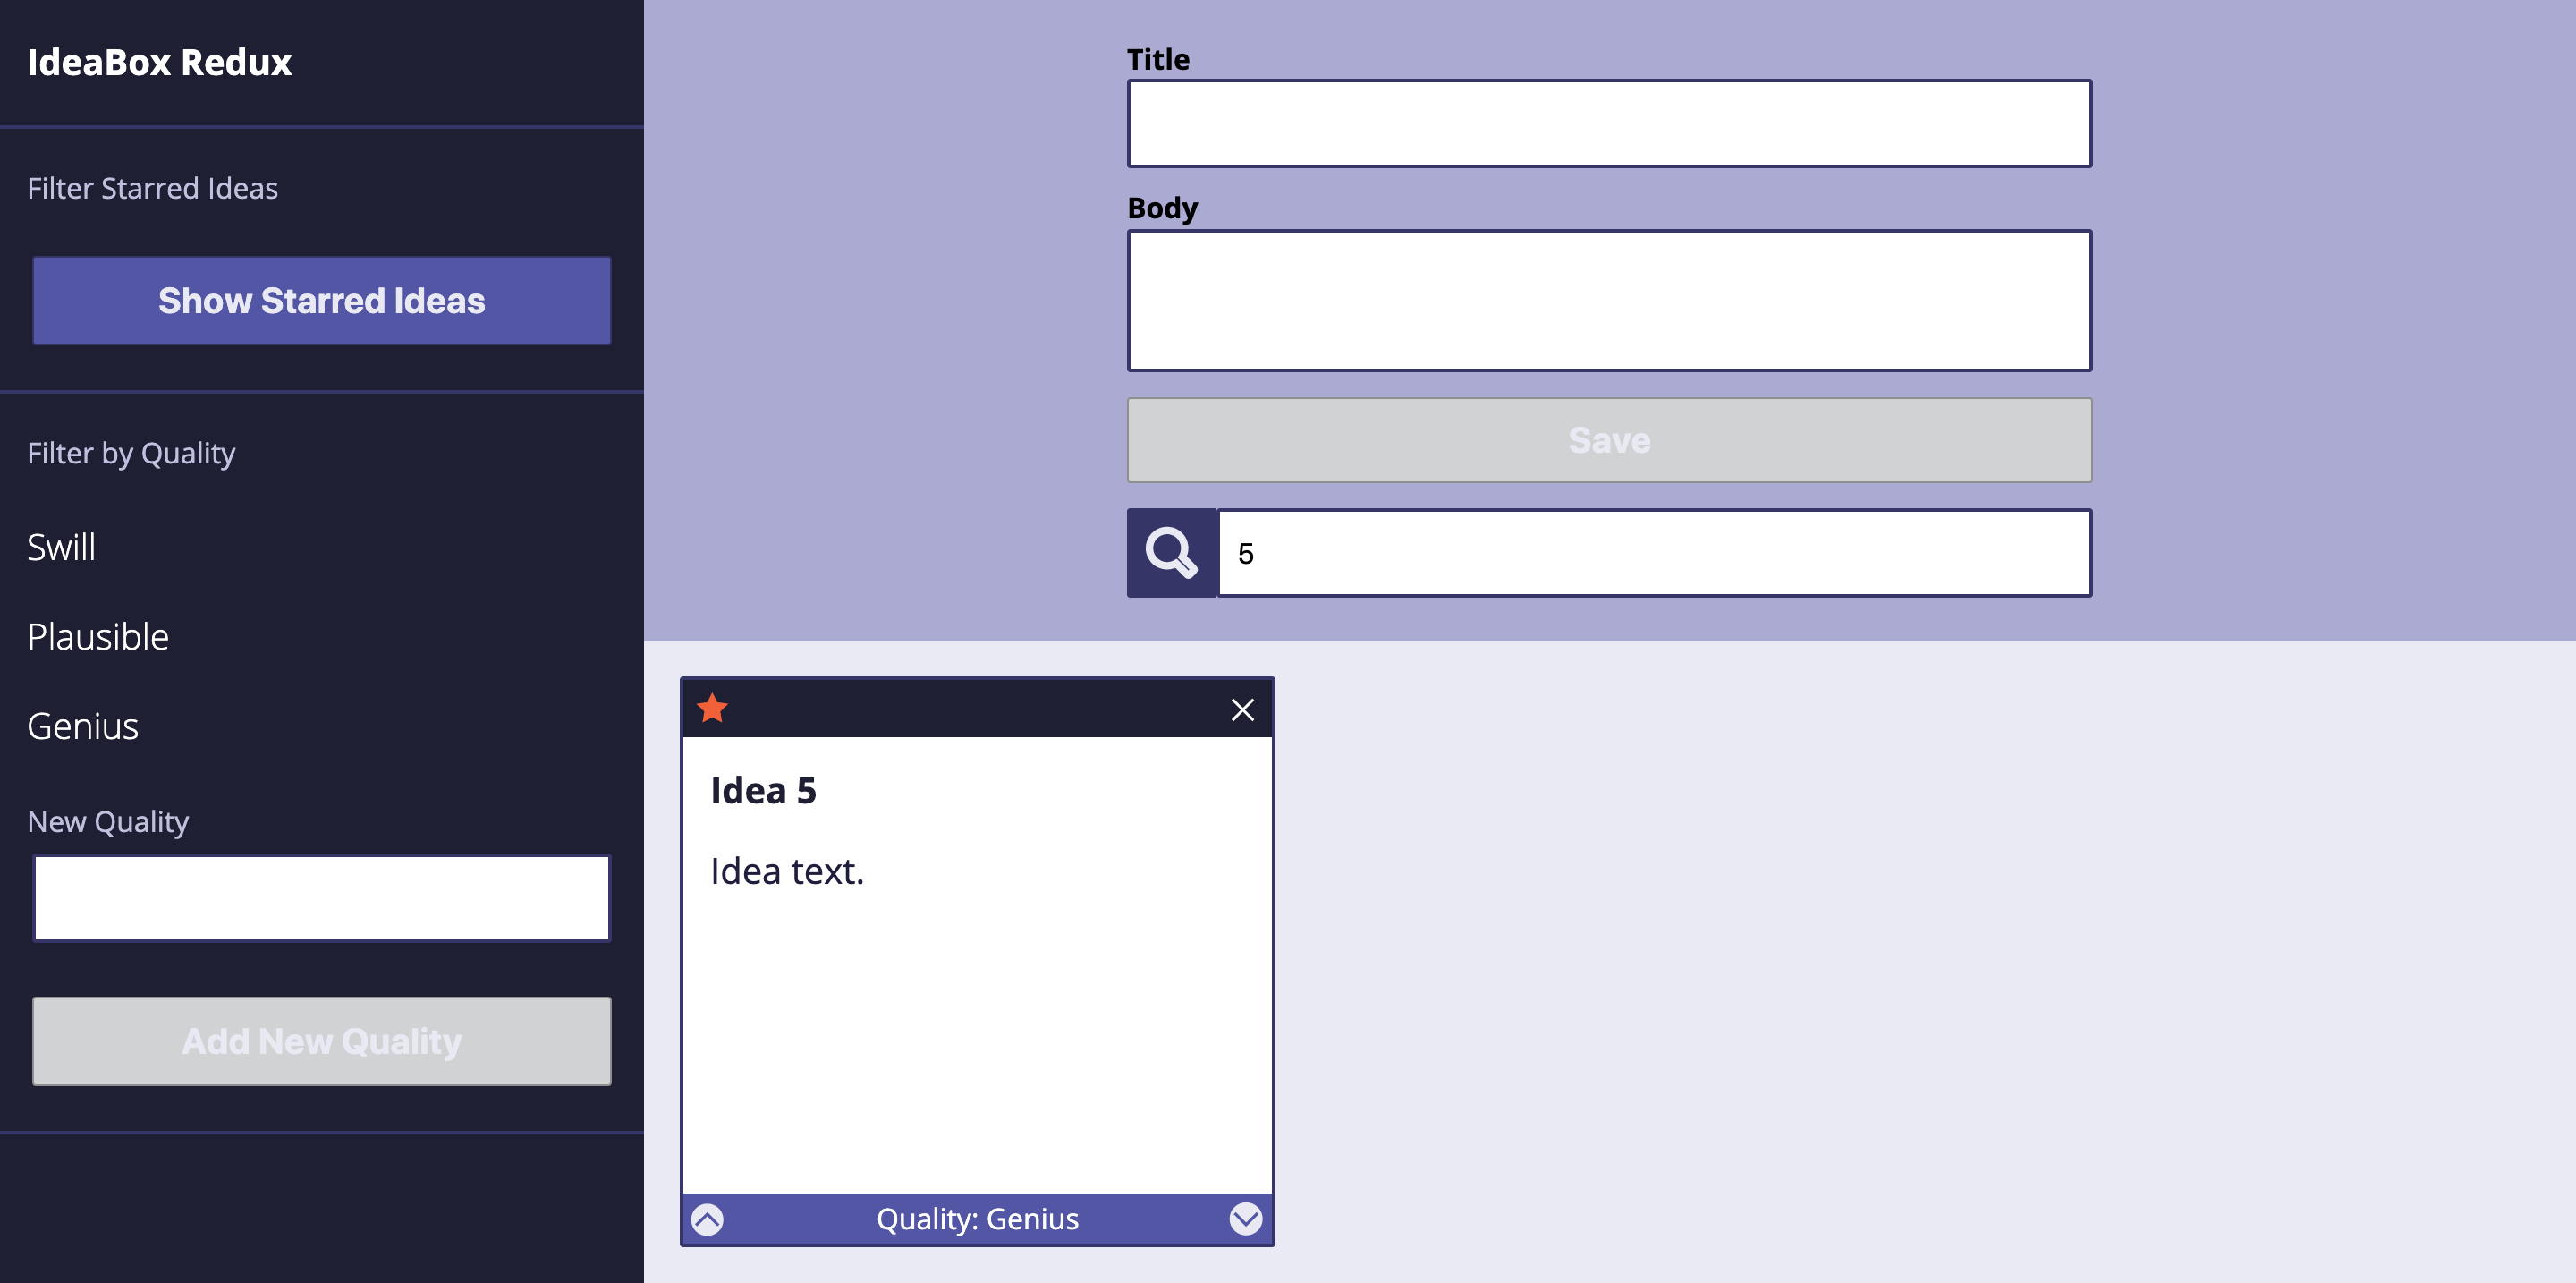 IdeaBox Redux
Filter Starred Ideas
Show Starred Ideas
Filter by Quality
Swill
Plausible
Genius
New Quality
Add New Quality
Title
Body
Save
5
Idea 5
Idea text.
Quality: Genius